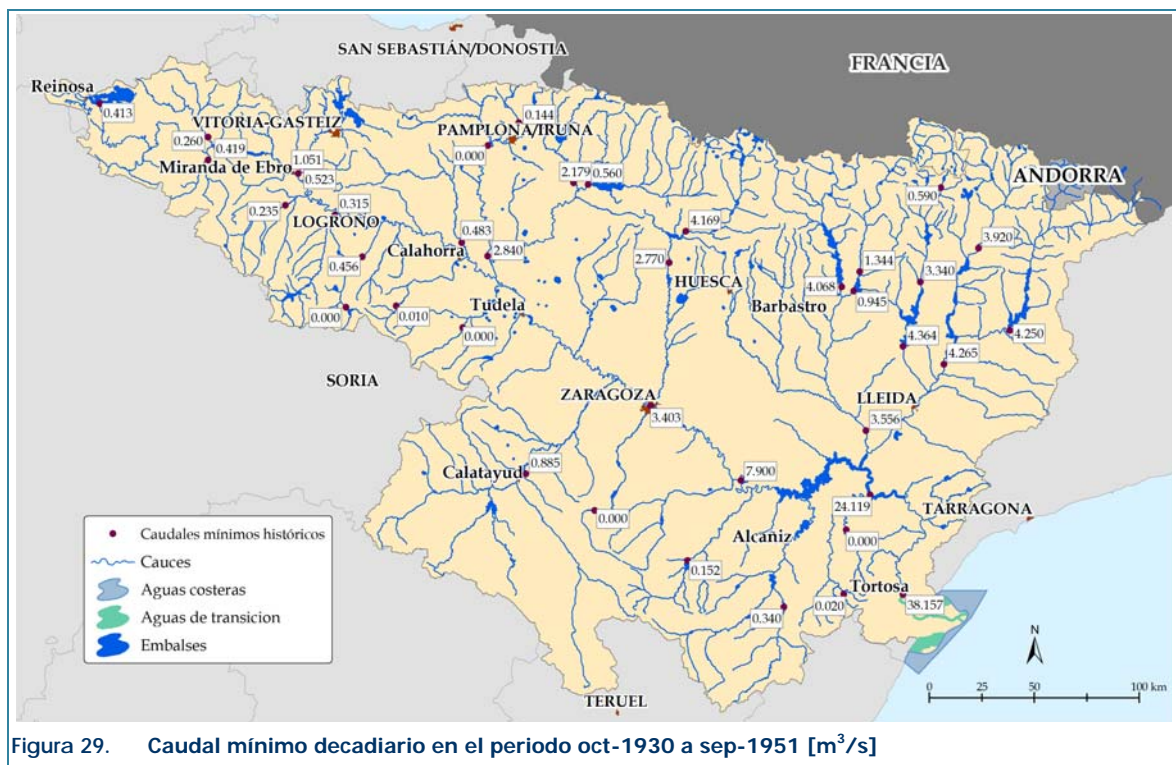 SAN SEBASTIÁN/DONOSTIA
FRANCIA
Reinosa
0.413
VITORIA-GASTEIZ
0.144
PAMPLONA/IRUÑA
0.260
0.419
0.000
Miranda de Ebro
1.051
0.523
2.179
0.560
ANDORRA
0.590
0.235
0.315
LOGROÑO
4.169
0.483
3.920
Calahorra
2.840
0.456
2.770
1.344
3.340
HUESCA
4.068
0.945
Barbastro
0.000
0.010
Tudela
0.000
4.364
4.250
4.265
SORIA
ZARAGOZA
3.403
LLEIDA
3.556
Calatayud
0.885
7.900
24.119
TARRAGONA
0.000
Alcañiz
0.000
0.152
Tortosa
0.020
38.157
0.340
TERUEL
Caudales mínimos históricos
Cauces
Aguas costeras
Aguas de transicion
Embalses
N
0 25 50 100 km
Figura 29. Caudal mínimo decadiario en el periodo oct-1930 a sep-1951 [m³/s]